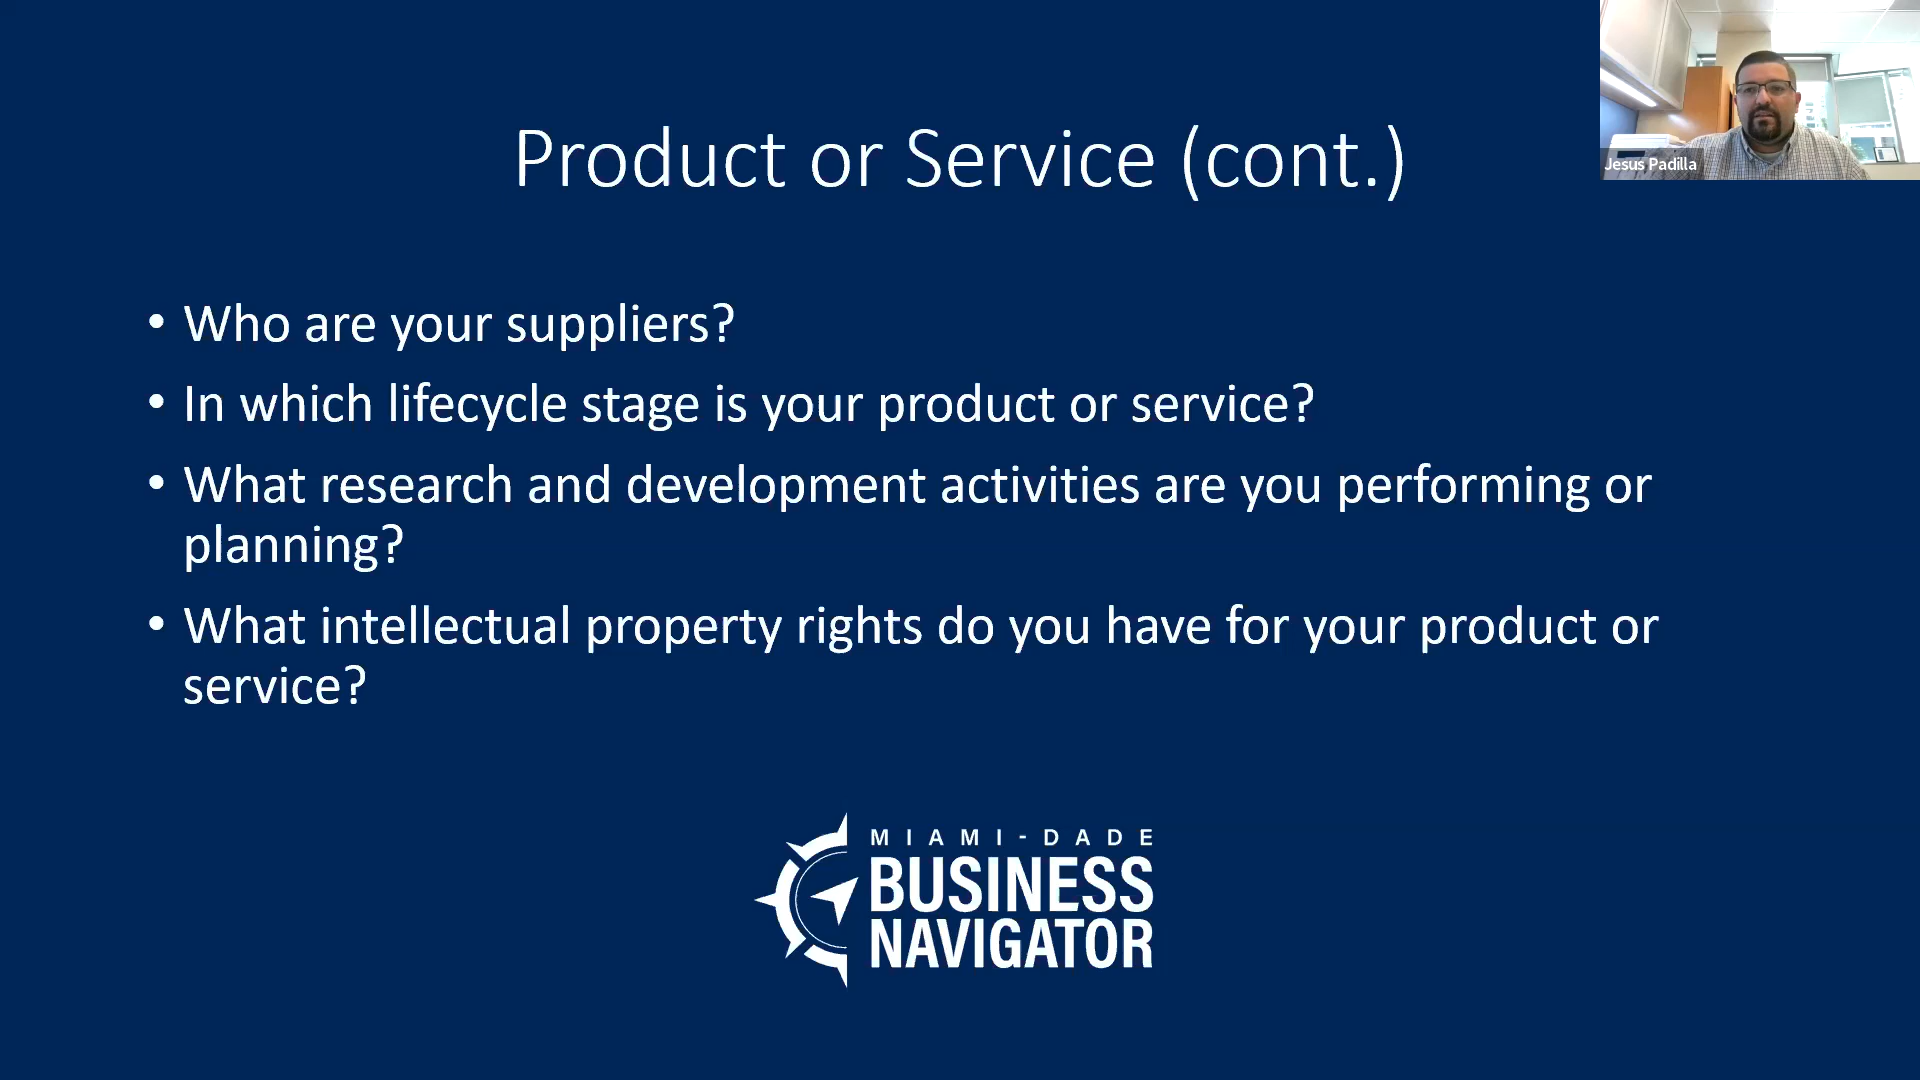 Product or Service (cont.)
Jesus Padilla
• Who are your suppliers?
• In which lifecycle stage is your product or service?
• What research and development activities are you performing or
planning?
• What intellectual property rights do you have for your product or
service?
MIAMI-DADE
BUSINESS
NAVIGATOR